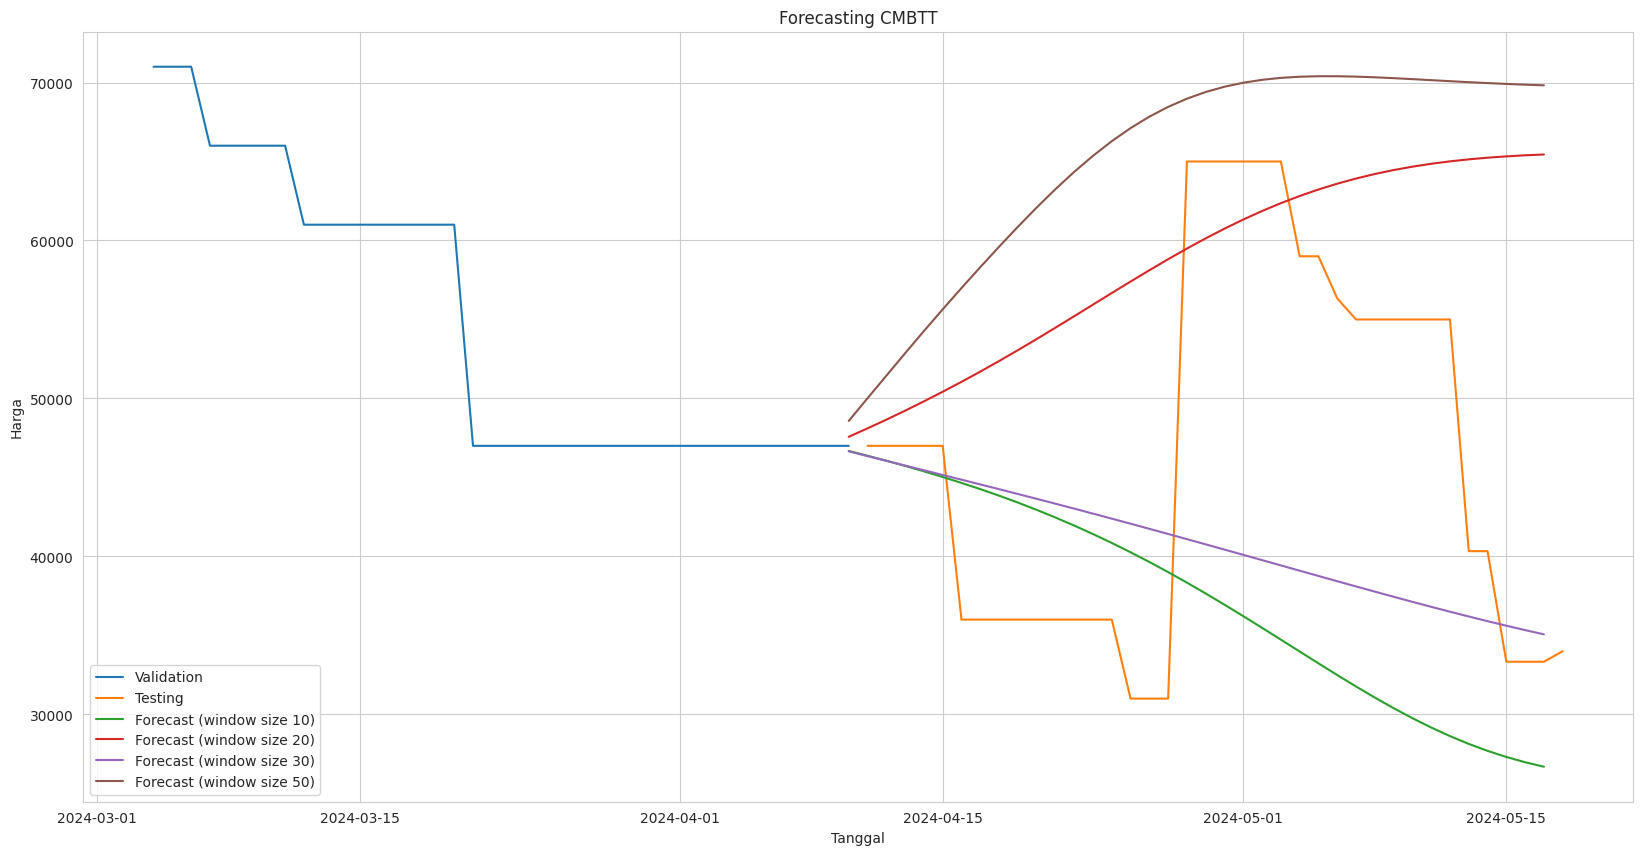 Forecasting CMBTT
70000
60000
50000
40000
30000
Harga
Validation
Testing
Forecast (window size 10)
Forecast (window size 20)
Forecast (window size 30)
Forecast (window size 50)
2024-03-01
2024-03-15
2024-04-01
2024-04-15
2024-05-01
2024-05-15
Tanggal